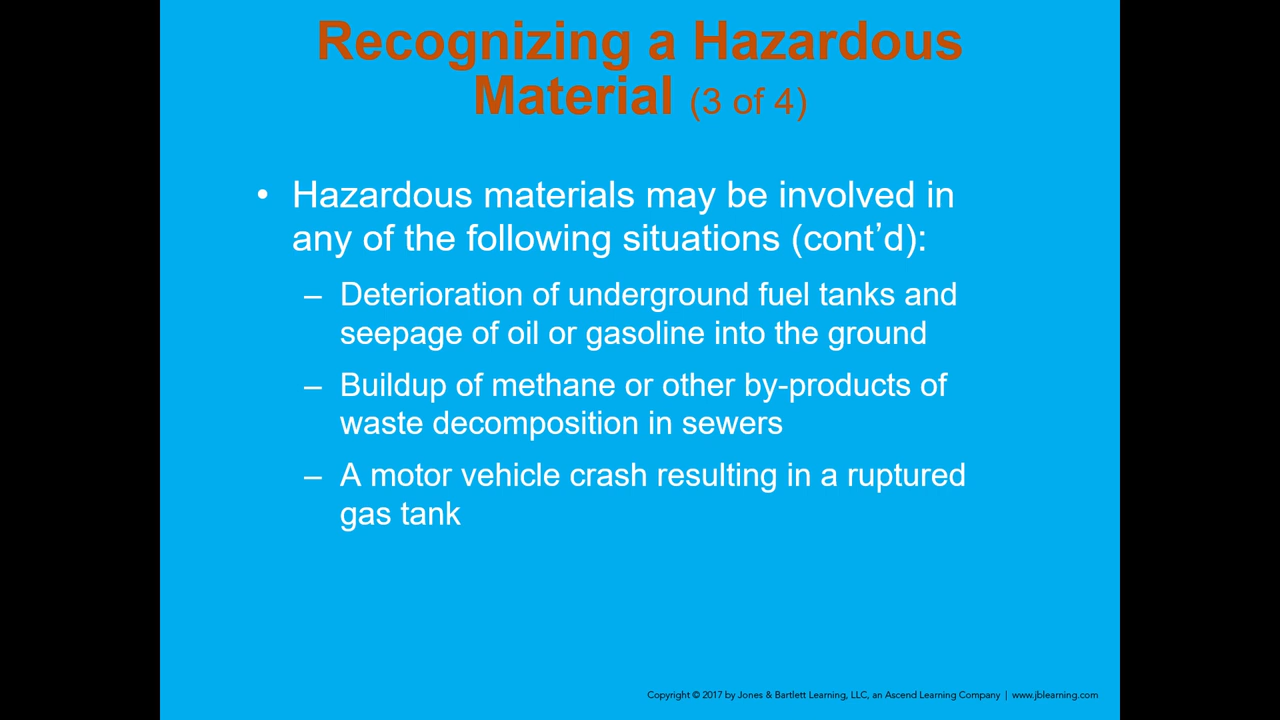 Recognizing a Hazardous
Material (3 of 4)
• Hazardous materials may be involved in
any of the following situations (cont’d):
– Deterioration of underground fuel tanks and
seepage of oil or gasoline into the ground
– Buildup of methane or other by-products of
waste decomposition in sewers
– A motor vehicle crash resulting in a ruptured
gas tank
Copyright © 2017 by Jones & Bartlett Learning, LLC, an Ascend Learning Company | www.jblearning.com